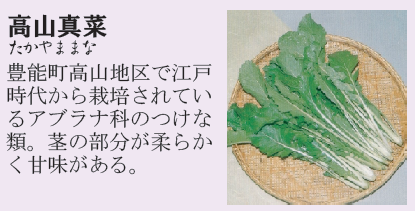 高山真菜
たかやままな
豊能町高山地区で江戸
時代から栽培されてい
るアブラナ科のつけな
類。茎の部分が柔らか
く甘味がある。